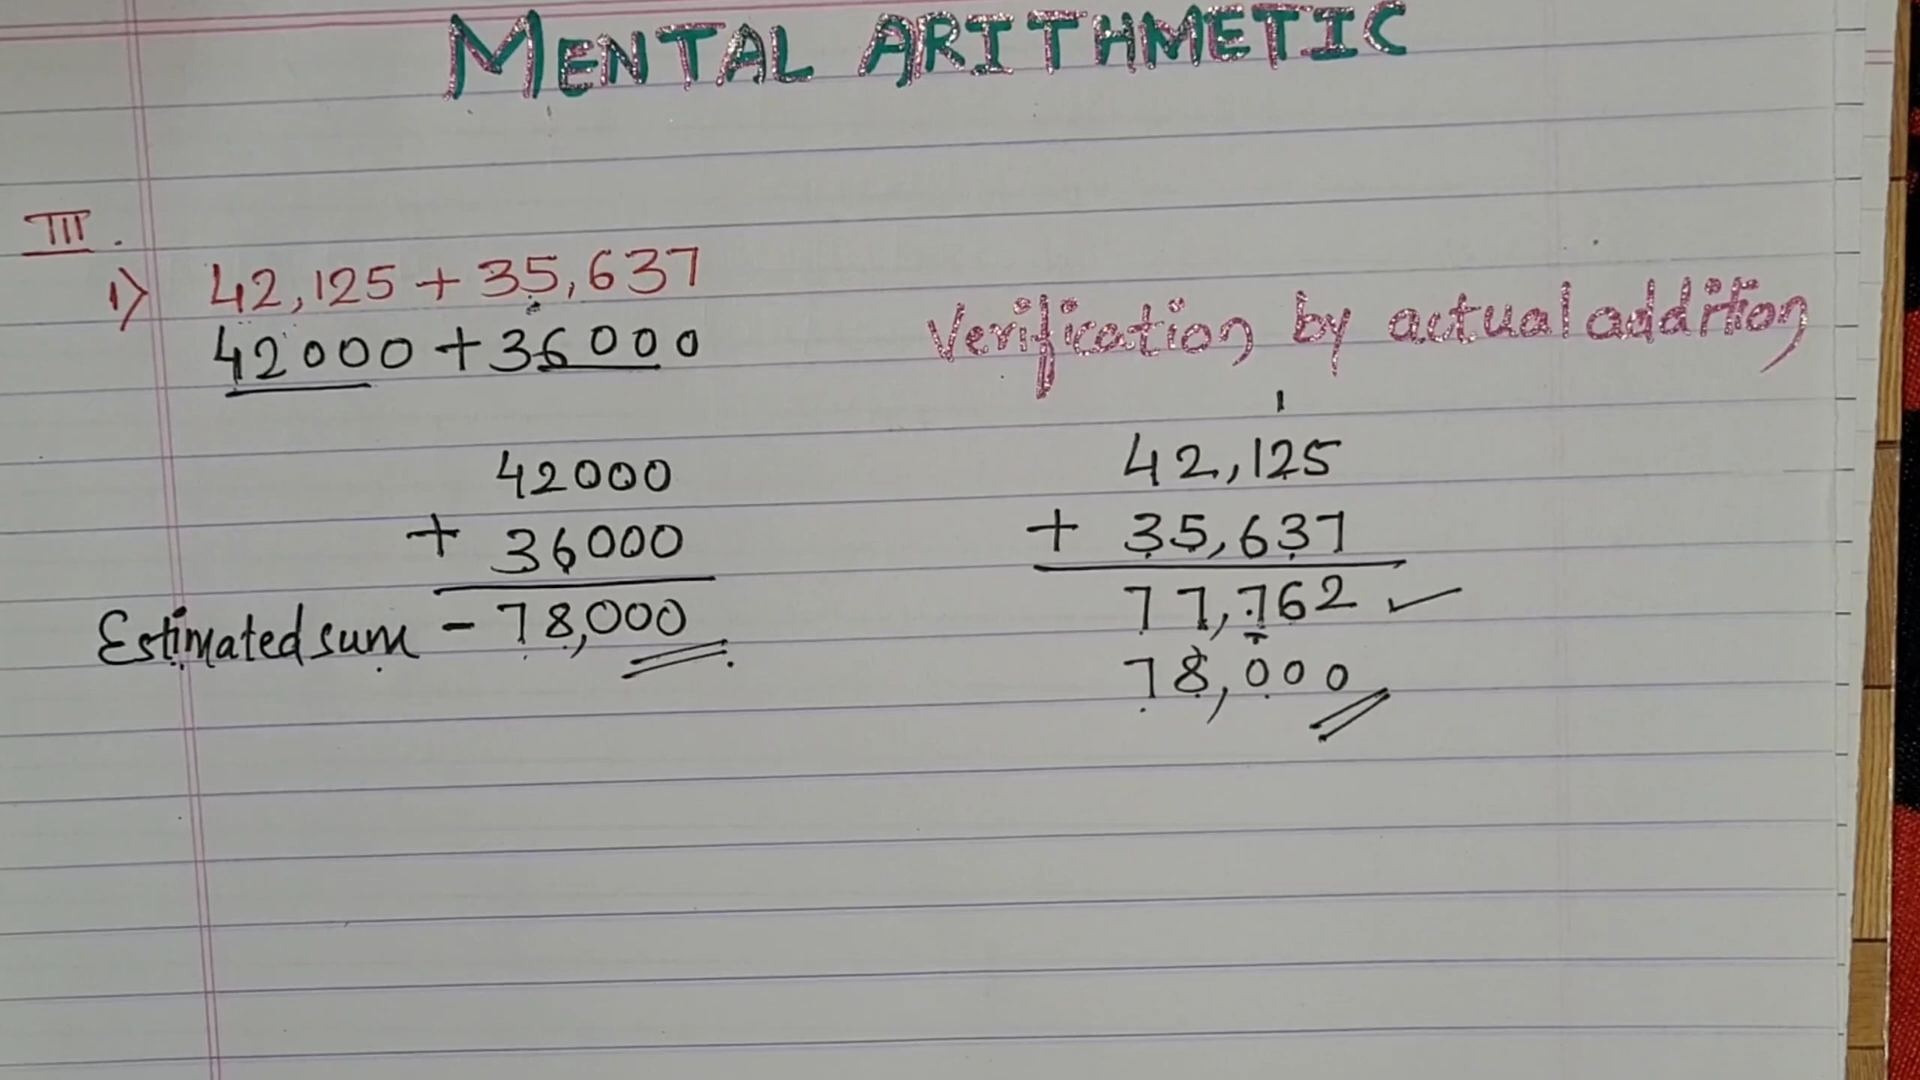 MENTAL ARITHMETIC
III.
1) 42,125 + 35,637
42000 + 36000
42000
+ 36000
Estimated sum - 78,000
Verification by actual addition
1
42,125
+ 35,637
77,762 ✓
78,000